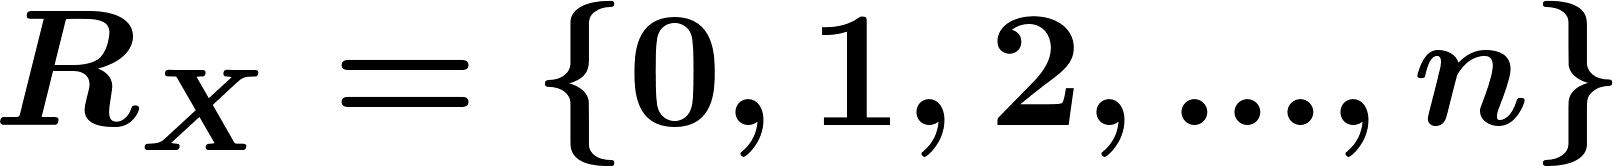 R_X = {0, 1, 2, ..., n}